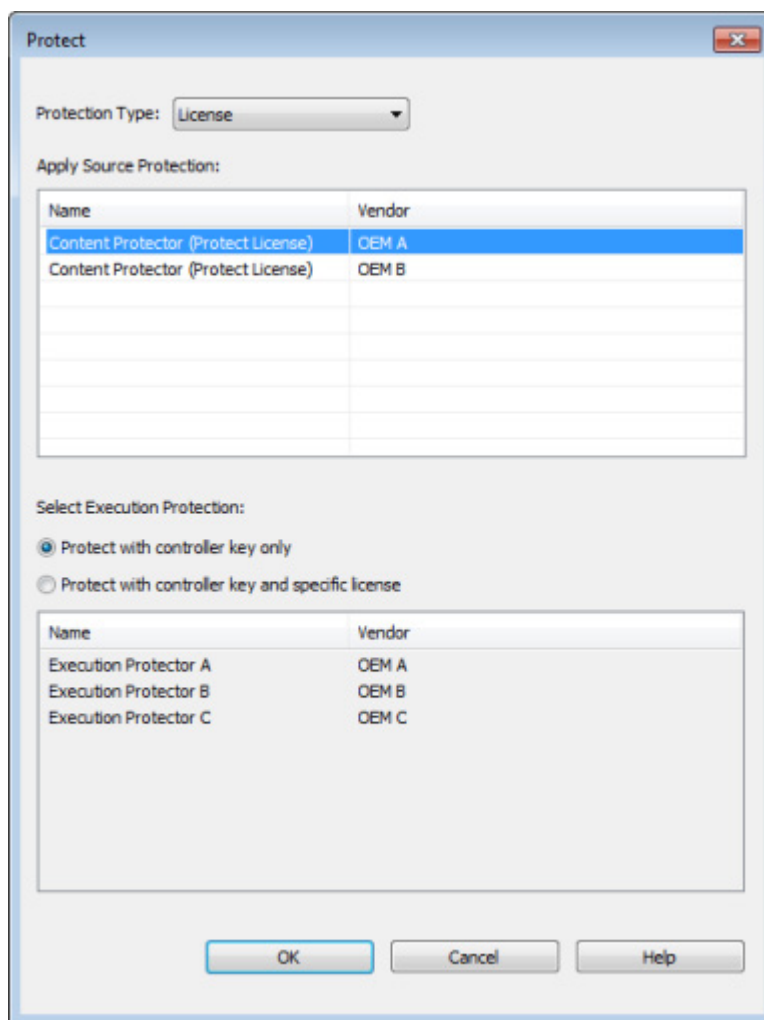 Protect
Protection Type: License
Apply Source Protection:
Name Vendor
Content Protector (Protect License) OEM A
Content Protector (Protect License) OEM B
Select Execution Protection:
Protect with controller key only
Protect with controller key and specific license
Name Vendor
Execution Protector A OEM A
Execution Protector B OEM B
Execution Protector C OEM C
OK Cancel Help